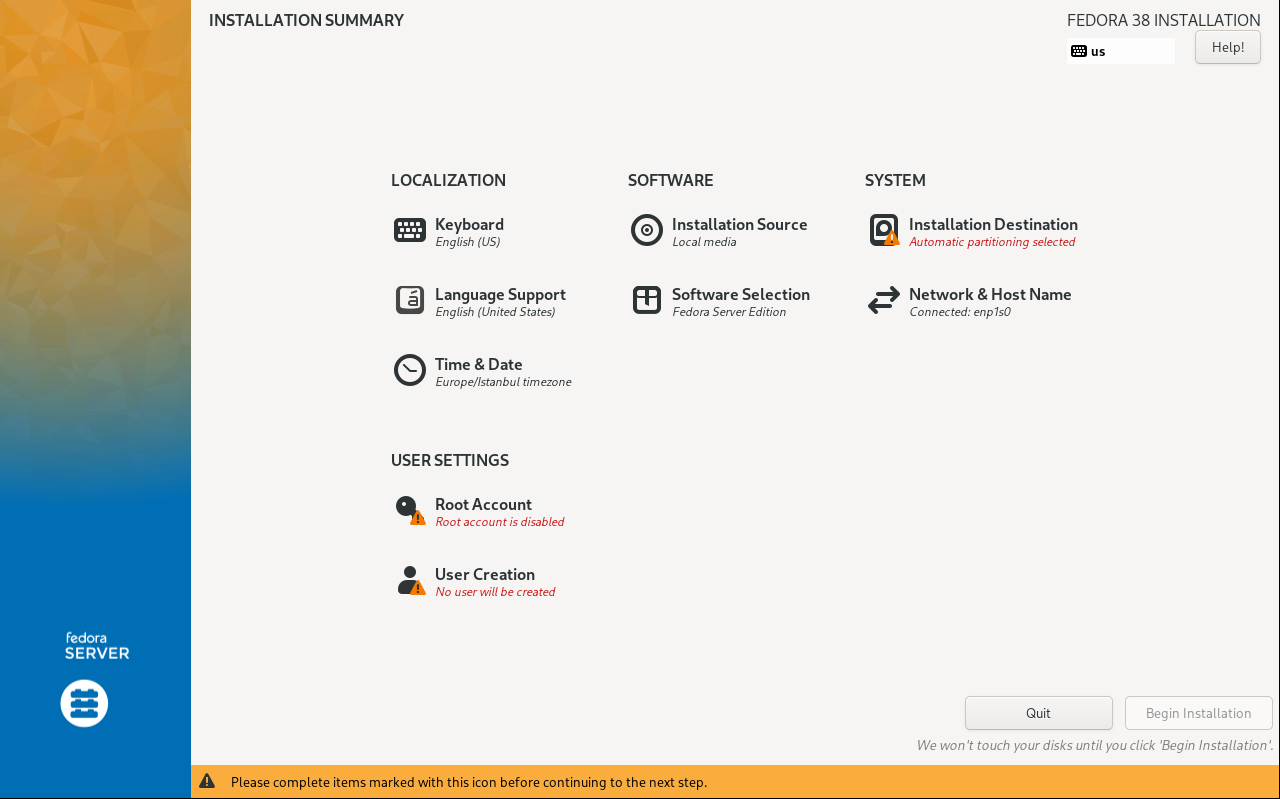 INSTALLATION SUMMARY
FEDORA 38 INSTALLATION
us
Help!
LOCALIZATION
Keyboard
English (US)
Language Support
English (United States)
Time & Date
Europe/Istanbul timezone
SOFTWARE
Installation Source
Local media
Software Selection
Fedora Server Edition
SYSTEM
Installation Destination
Automatic partitioning selected
Network & Host Name
Connected: enp1s0
USER SETTINGS
Root Account
Root account is disabled
User Creation
No user will be created
fedora
SERVER
Quit
Begin Installation
We won't touch your disks until you click 'Begin Installation'.
Please complete items marked with this icon before continuing to the next step.